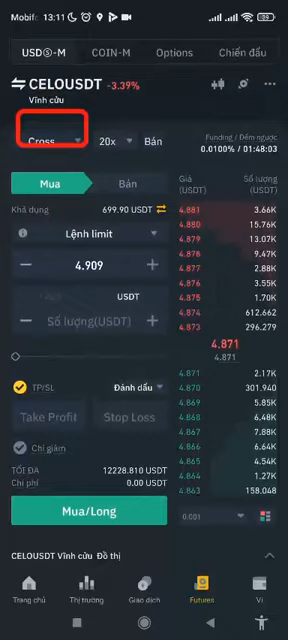 Mobifo 13:11
USDⓈ-M COIN-M Options Chiến đấu
CELOUSDT -3.39%
Vĩnh cửu
Cross 20x Bán
Funding / Đếm ngược
0.0100% / 01:48:03
Mua Bán
Khả dụng 699.90 USDT
Lệnh limit
− 4.909 +
USDT
− Số lượng(USDT) +
TP/SL Đánh dấu
Take Profit Stop Loss
Chỉ giảm
TỐI ĐA 12228.810 USDT
Chi phí 0.00 USDT
Mua/Long
Giá Số lượng
(USDT) (USDT)
4.881 3.66K
4.880 15.76K
4.879 13.07K
4.878 9.47K
4.877 2.88K
4.876 3.55K
4.875 1.70K
4.874 612.662
4.873 296.279
4.871
4.871
4.871 2.17K
4.870 301.940
4.869 5.85K
4.868 6.48K
4.867 7.88K
4.866 6.64K
4.865 4.54K
4.864 1.27K
4.863 158.048
0.001
CELOUSDT Vĩnh cửu Đồ thị
Trang chủ Thị trường Giao dịch Futures Ví